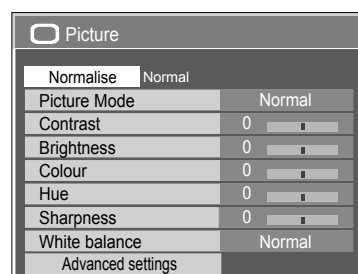 Picture
Normalise Normal
Picture Mode Normal
Contrast 0
Brightness 0
Colour 0
Hue 0
Sharpness 0
White balance Normal
Advanced settings